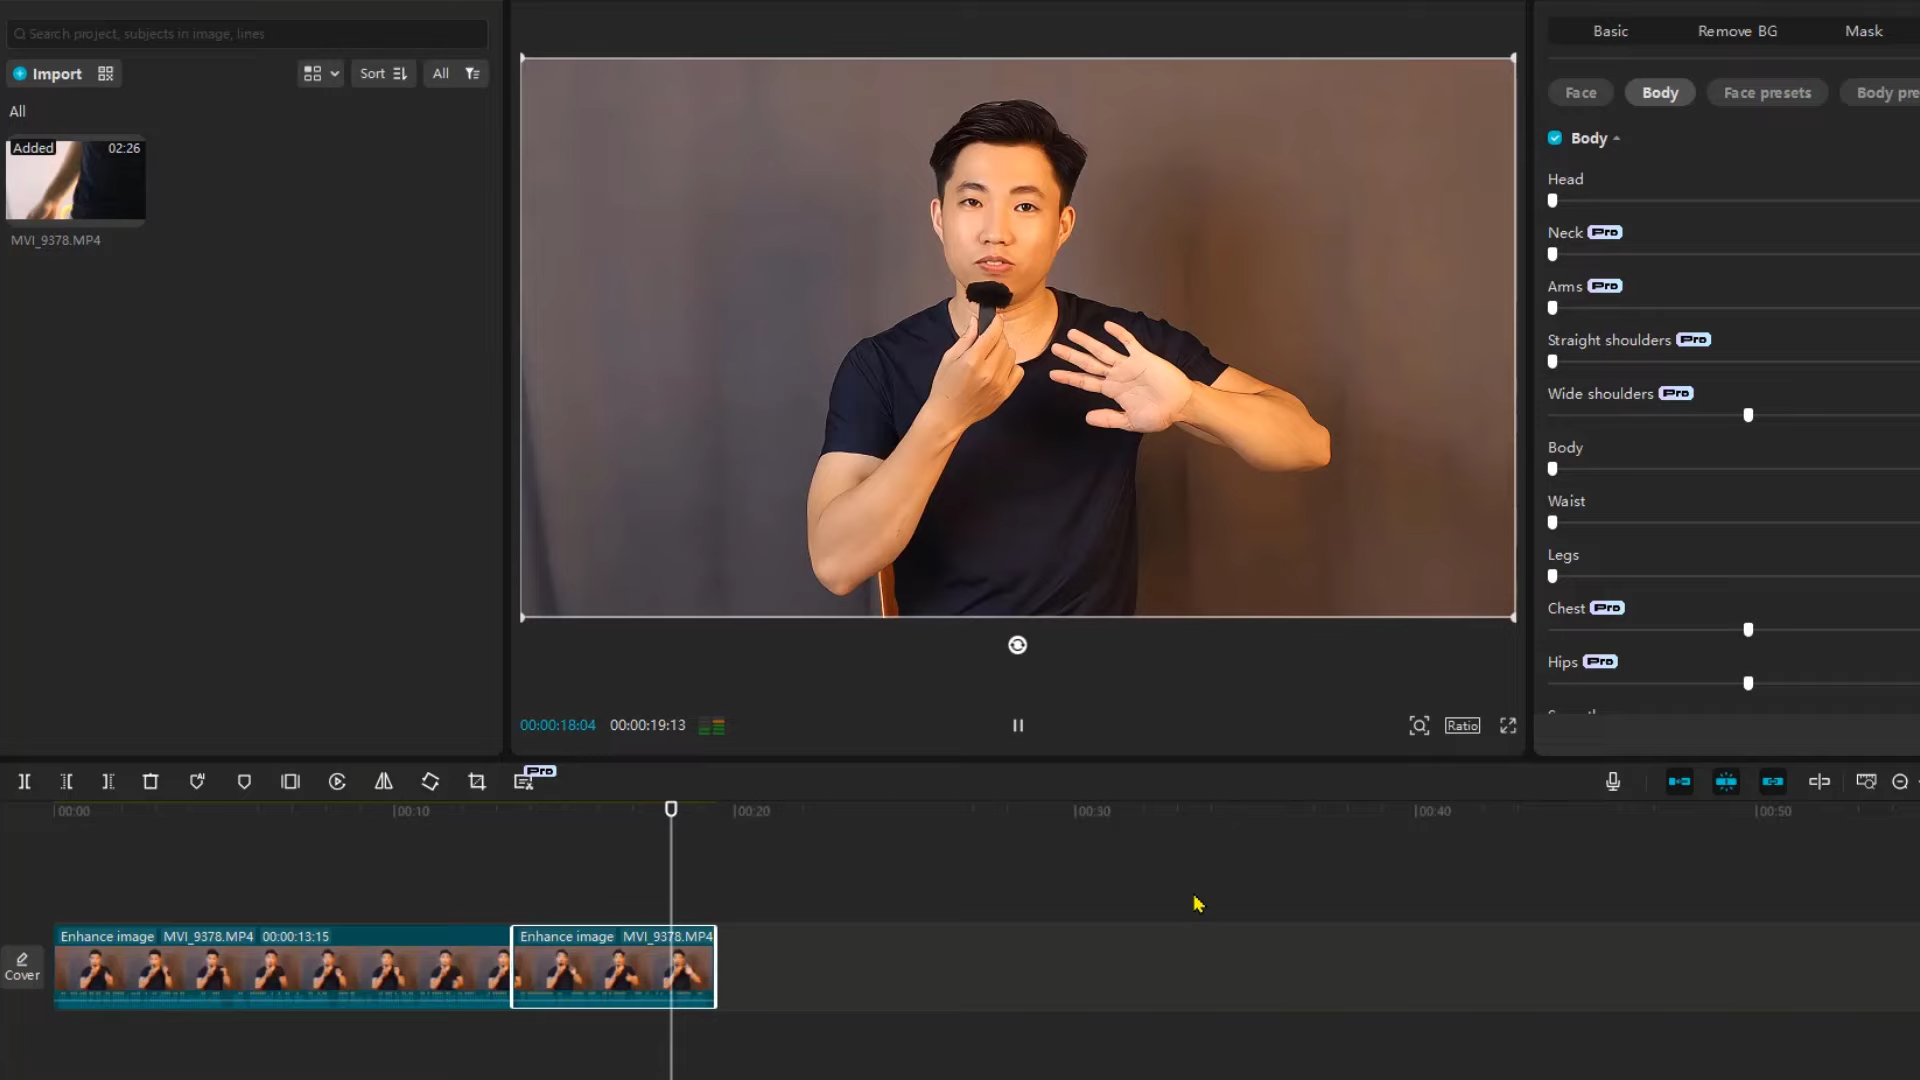 Search project, subjects in image, lines
Import
Sort
All
All
Added
02:26
MVI_9378.MP4
00:00:18:04
00:00:19:13
Ratio
Basic
Remove BG
Mask
Face
Body
Face presets
Body pre
Body
Head
Neck Pro
Arms Pro
Straight shoulders Pro
Wide shoulders Pro
Body
Waist
Legs
Chest Pro
Hips Pro
Pro
00:00
00:10
00:20
00:30
00:40
00:50
Cover
Enhance image MVI_9378.MP4 00:00:13:15
Enhance image MVI_9378.MP4